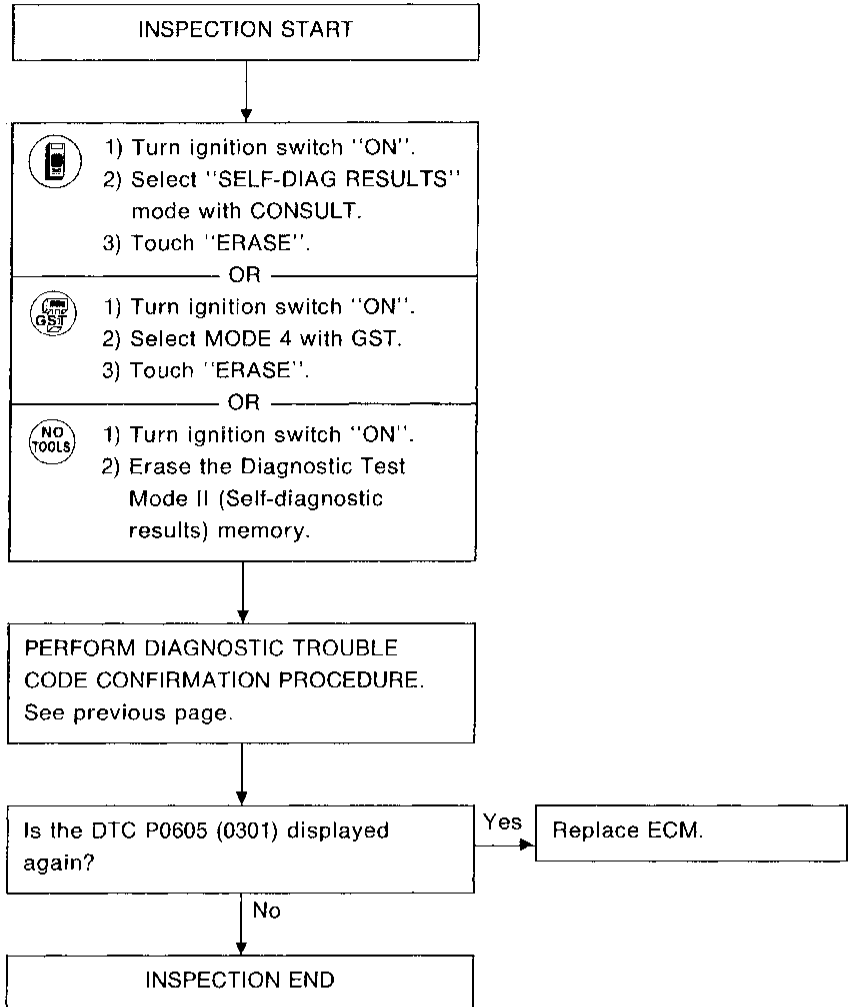 INSPECTION START
1) Turn ignition switch "ON".
2) Select "SELF-DIAG RESULTS"
mode with CONSULT.
3) Touch "ERASE".
OR
GST
1) Turn ignition switch "ON".
2) Select MODE 4 with GST.
3) Touch "ERASE".
OR
NO
TOOLS
1) Turn ignition switch "ON".
2) Erase the Diagnostic Test
Mode II (Self-diagnostic
results) memory.
PERFORM DIAGNOSTIC TROUBLE
CODE CONFIRMATION PROCEDURE.
See previous page.
Is the DTC P0605 (0301) displayed
again?
Yes
Replace ECM.
No
INSPECTION END